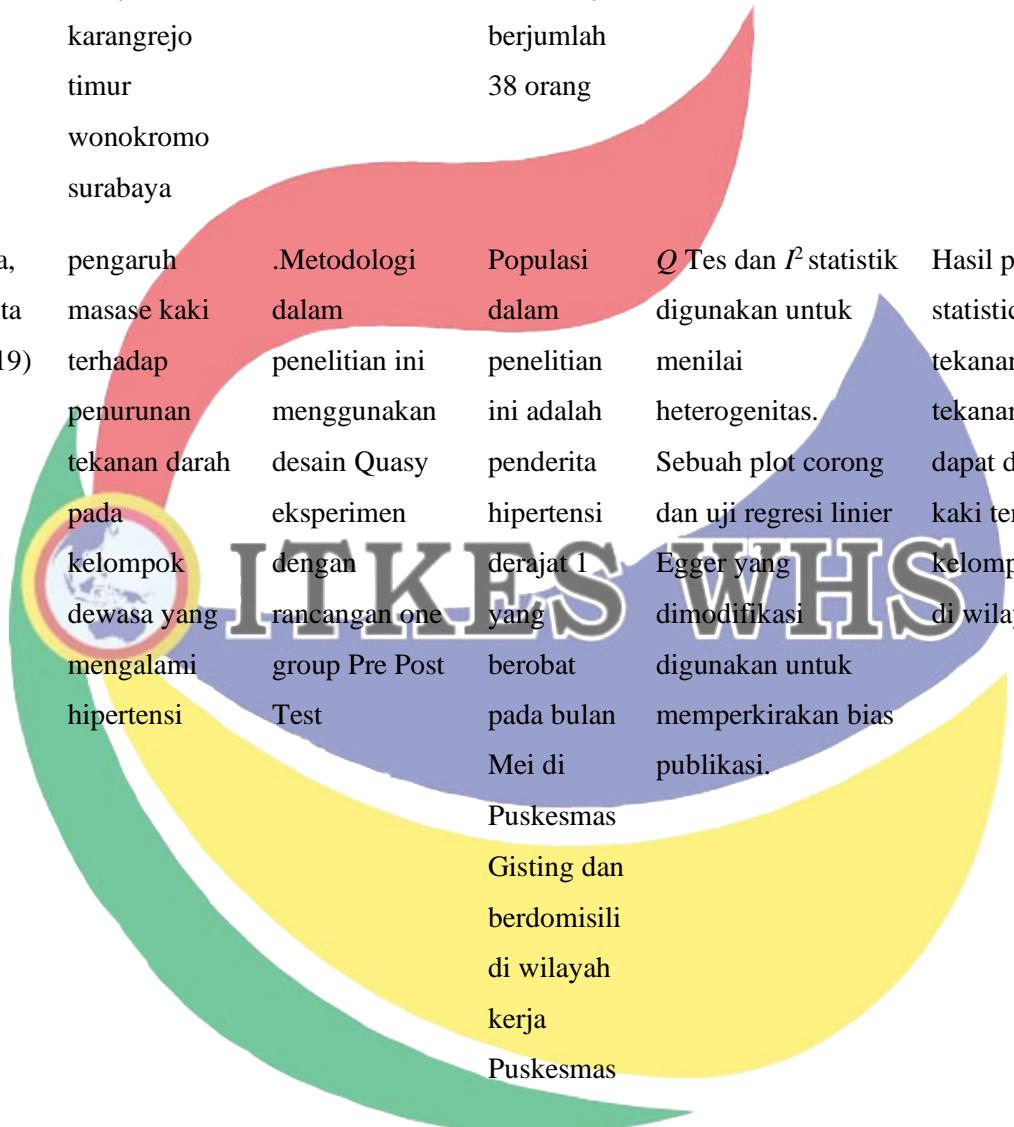 karangrejo
timur
wonokromo
surabaya
berjumlah
38 orang
a,
ta
19)
pengaruh
masase kaki
terhadap
penurunan
tekanan darah
pada
kelompok
dewasa yang
mengalami
hipertensi
.Metodologi
dalam
penelitian ini
menggunakan
desain Quasy
eksperimen
dengan
rancangan one
group Pre Post
Test
Populasi
dalam
penelitian
ini adalah
penderita
hipertensi
derajat 1
yang
berobat
pada bulan
Mei di
Puskesmas
Gisting dan
berdomisili
di wilayah
kerja
Puskesmas
Q Tes dan I² statistik
digunakan untuk
menilai
heterogenitas.
Sebuah plot corong
dan uji regresi linier
Egger yang
dimodifikasi
digunakan untuk
memperkirakan bias
publikasi.
Hasil p
statistic
tekanan
tekanan
dapat d
kaki ter
kelomp
di wilay
ITKES WHS